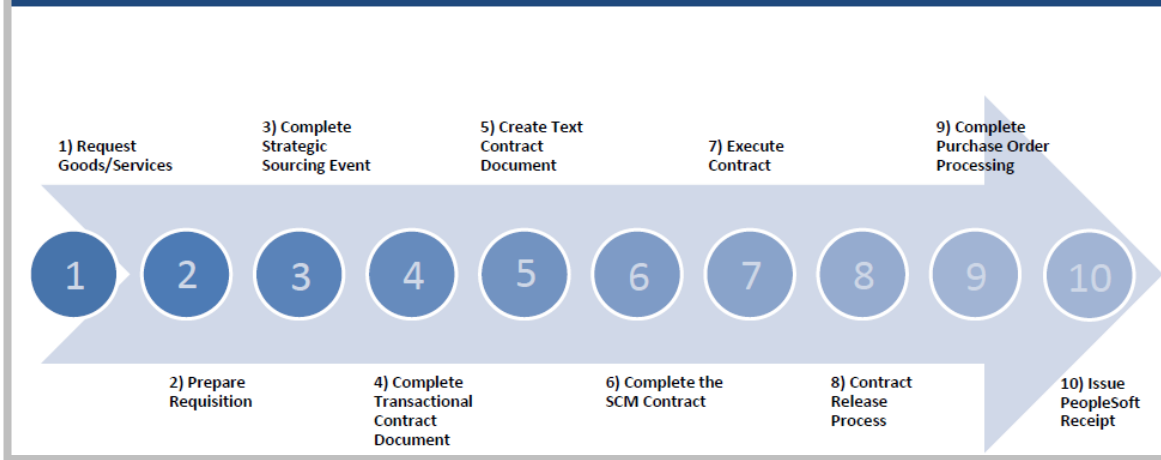 1) Request
Goods/Services
3) Complete
Strategic
Sourcing Event
5) Create Text
Contract
Document
7) Execute
Contract
9) Complete
Purchase Order
Processing
1
2
3
4
5
6
7
8
9
10
2) Prepare
Requisition
4) Complete
Transactional
Contract
Document
6) Complete the
SCM Contract
8) Contract
Release
Process
10) Issue
PeopleSoft
Receipt